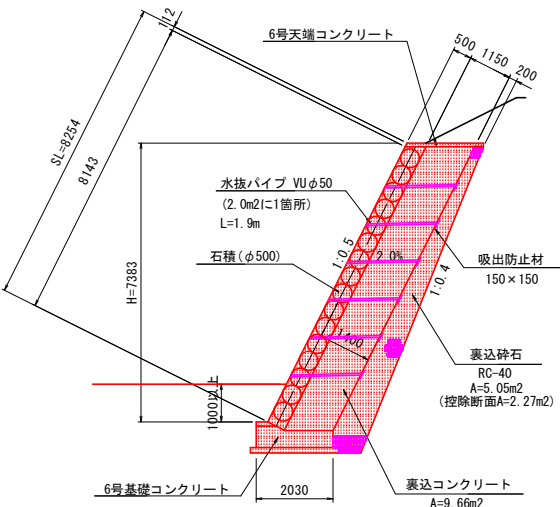 112
6号天端コンクリート
500
1150
200
SL=8254
8143
水抜パイプ VUφ50
(2.0m2に1箇所)
L=1.9m
H=7383
石積(φ500)
1:0.5
2.0%
1:0.4
吸出防止材
150×150
1100
裏込砕石
RC-40
A=5.05m2
(控除断面A=2.27m2)
1000以上
6号基礎コンクリート
2030
裏込コンクリート
A=9.66m2